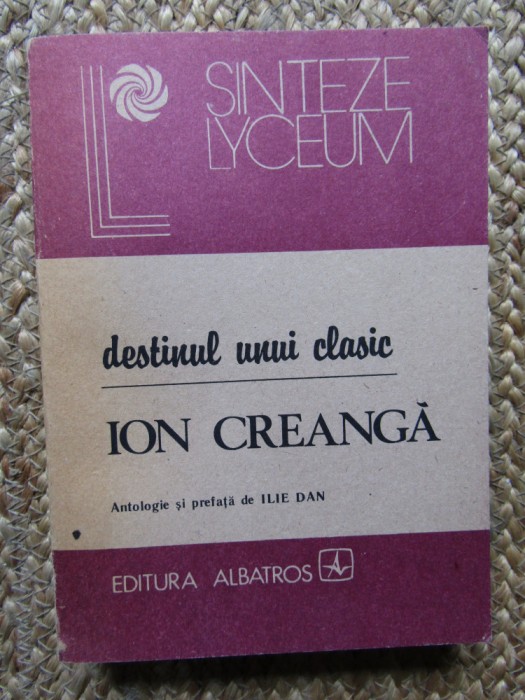 SINTEZE
LYCEUM
destinul unui clasic
ION CREANGĂ
Antologie și prefață de ILIE DAN
EDITURA ALBATROS